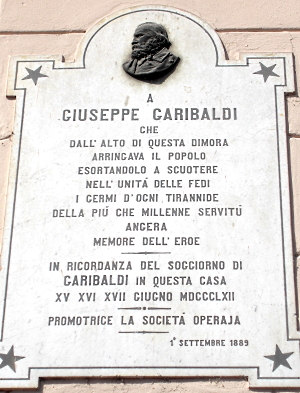 A
GIUSEPPE GARIBALDI
CHE
DALL' ALTO DI QUESTA DIMORA
ARRINGAVA IL POPOLO
ESORTANDOLO A SCUOTERE
NELL' UNITÀ DELLE FEDI
I GERMI D'OGNI TIRANNIDE
DELLA PIÙ CHE MILLENNE SERVITÙ
ANGERA
MEMORE DELL' EROE
IN RICORDANZA DEL SOGGIORNO DI
GARIBALDI IN QUESTA CASA
XV XVI XVII GIUGNO MDCCCLXII
PROMOTRICE LA SOCIETÀ OPERAJA
1° SETTEMBRE 1889